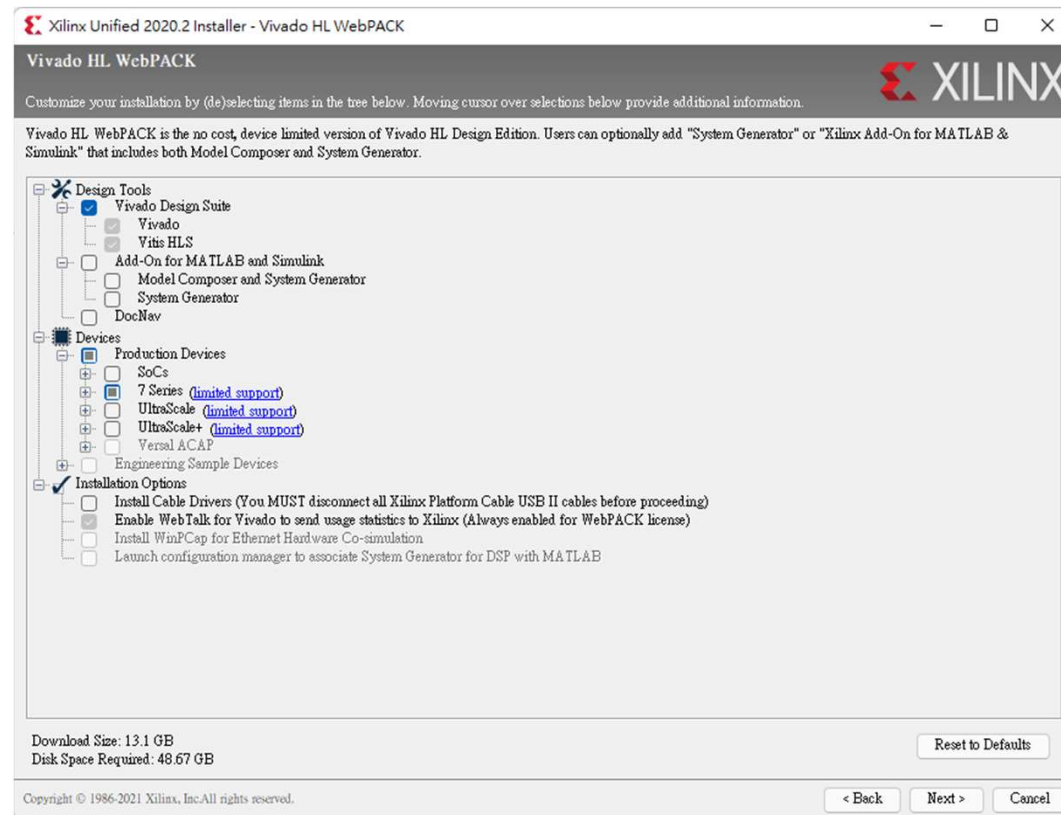 Xilinx Unified 2020.2 Installer - Vivado HL WebPACK
Vivado HL WebPACK
XILINX
Customize your installation by (de)selecting items in the tree below. Moving cursor over selections below provide additional information.
Vivado HL WebPACK is the no cost, device limited version of Vivado HL Design Edition. Users can optionally add "System Generator" or "Xilinx Add-On for MATLAB &
Simulink" that includes both Model Composer and System Generator.
Design Tools
Vivado Design Suite
Vivado
Vitis HLS
Add-On for MATLAB and Simulink
Model Composer and System Generator
System Generator
DocNav
Devices
Production Devices
SoCs
7 Series (limited support)
UltraScale (limited support)
UltraScale+ (limited support)
Versal ACAP
Engineering Sample Devices
Installation Options
Install Cable Drivers (You MUST disconnect all Xilinx Platform Cable USB II cables before proceeding)
Enable WebTalk for Vivado to send usage statistics to Xilinx (Always enabled for WebPACK license)
Install WinPCap for Ethernet Hardware Co-simulation
Launch configuration manager to associate System Generator for DSP with MATLAB
Download Size: 13.1 GB
Disk Space Required: 48.67 GB
Reset to Defaults
Copyright © 1986-2021 Xilinx, Inc.All rights reserved.
< Back Next > Cancel